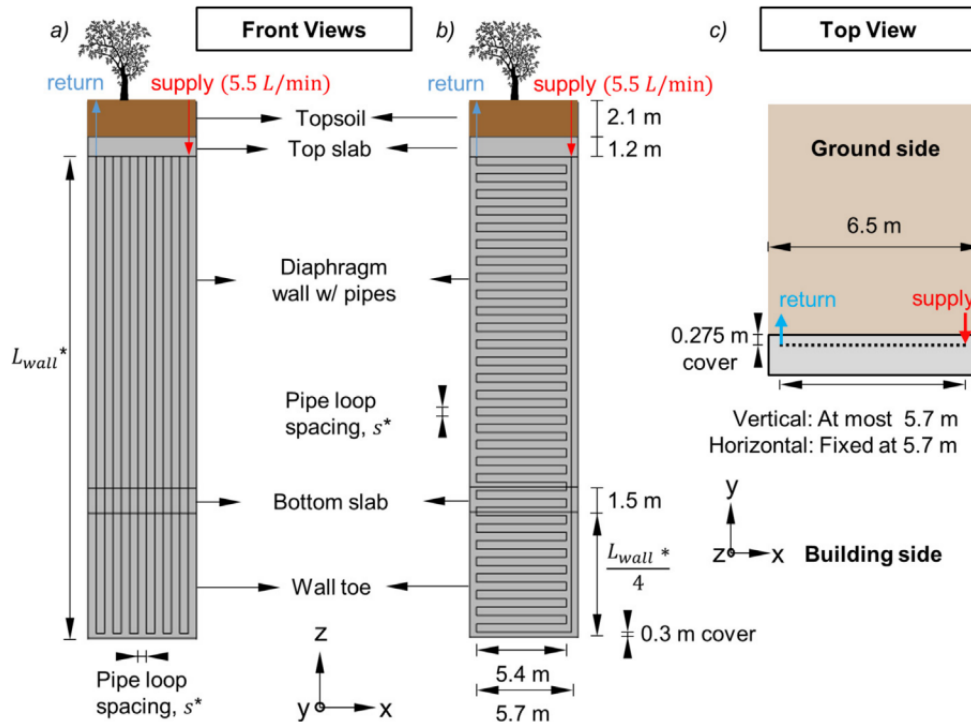 a)
Front Views
b)
c)
Top View
return
supply (5.5 L/min)
return
supply (5.5 L/min)
Topsoil
2.1 m
Top slab
1.2 m
Ground side
6.5 m
Diaphragm
wall w/ pipes
return
supply
0.275 m
cover
L_wall*
Pipe loop
spacing, s*
Vertical: At most 5.7 m
Horizontal: Fixed at 5.7 m
Bottom slab
1.5 m
y
z
x
Building side
L_wall*
4
Wall toe
0.3 m cover
z
y
x
Pipe loop
spacing, s*
5.4 m
5.7 m